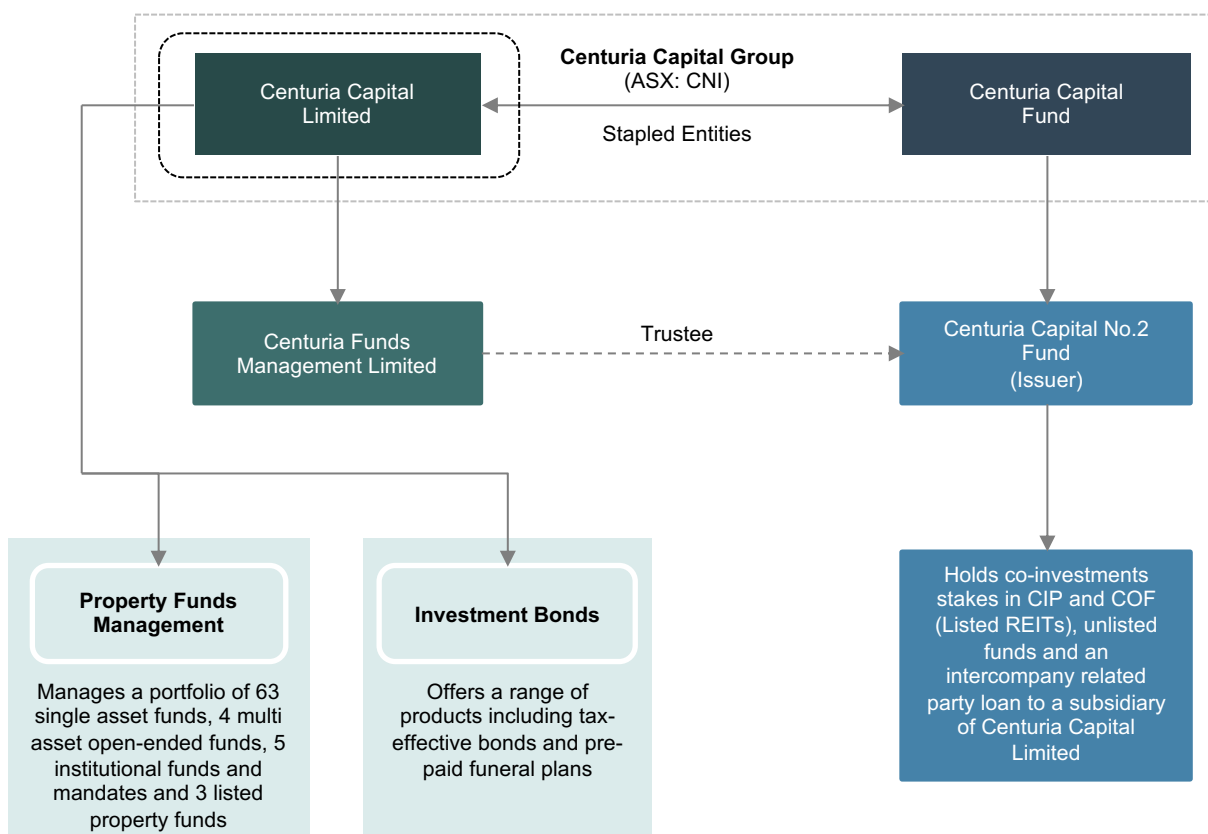 Centuria Capital Group
(ASX: CNI)
Centuria Capital
Limited
Stapled Entities
Centuria Capital
Fund
Centuria Funds
Management Limited
Trustee
Centuria Capital No.2
Fund
(Issuer)
Property Funds
Management
Manages a portfolio of 63
single asset funds, 4 multi
asset open-ended funds, 5
institutional funds and
mandates and 3 listed
property funds
Investment Bonds
Offers a range of
products including tax-
effective bonds and pre-
paid funeral plans
Holds co-investments
stakes in CIP and COF
(Listed REITs), unlisted
funds and an
intercompany related
party loan to a subsidiary
of Centuria Capital
Limited